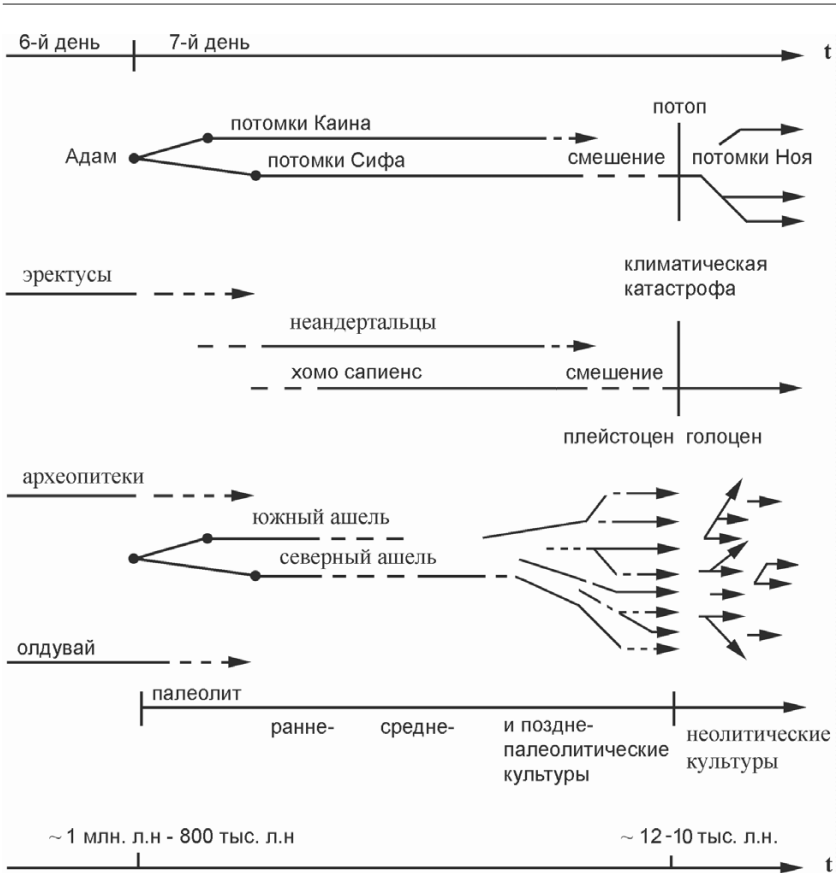 6-й день 7-й день
t
потомки Каина
потоп
Адам
потомки Сифа
смешение
потомки Ноя
эректусы
климатическая
катастрофа
неандертальцы
хомо сапиенс
смешение
плейстоцен голоцен
археопитеки
южный ашель
северный ашель
олдувай
палеолит
ранне- средне- и поздне-
палеолитические
культуры
неолитические
культуры
~ 1 млн. л.н - 800 тыс. л.н
~ 12-10 тыс. л.н.
t